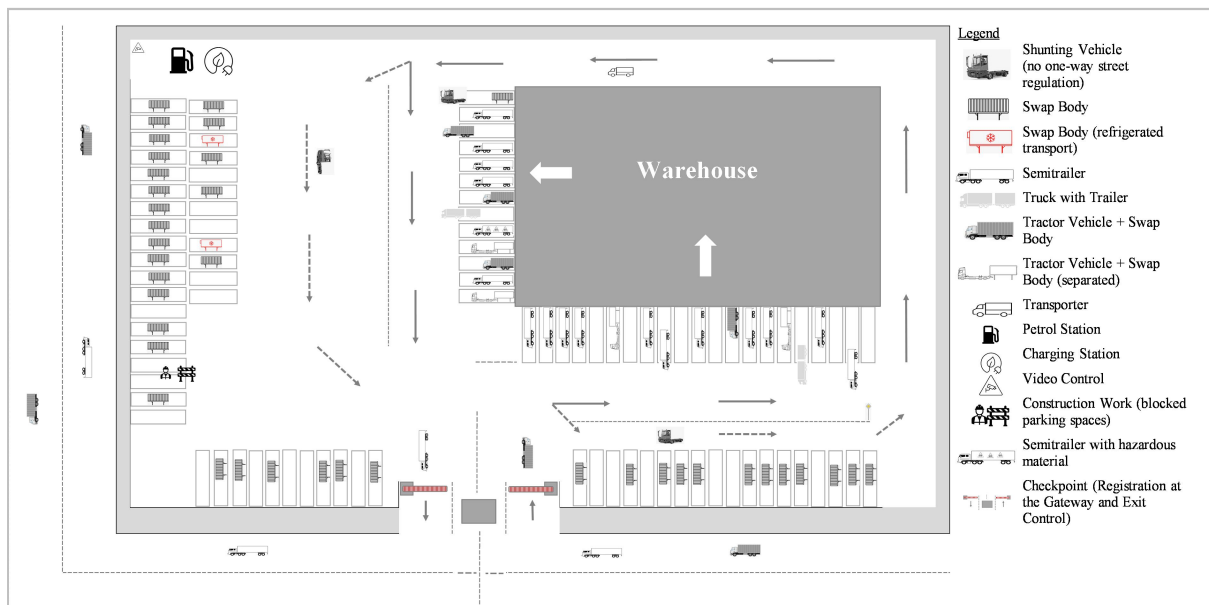 Legend
Shunting Vehicle
(no one-way street
regulation)
Swap Body
Swap Body (refrigerated
transport)
Semitrailer
Truck with Trailer
Tractor Vehicle + Swap
Body
Tractor Vehicle + Swap
Body (separated)
Transporter
Petrol Station
Charging Station
Video Control
Construction Work (blocked
parking spaces)
Semitrailer with hazardous
material
Checkpoint (Registration at
the Gateway and Exit
Control)
Warehouse